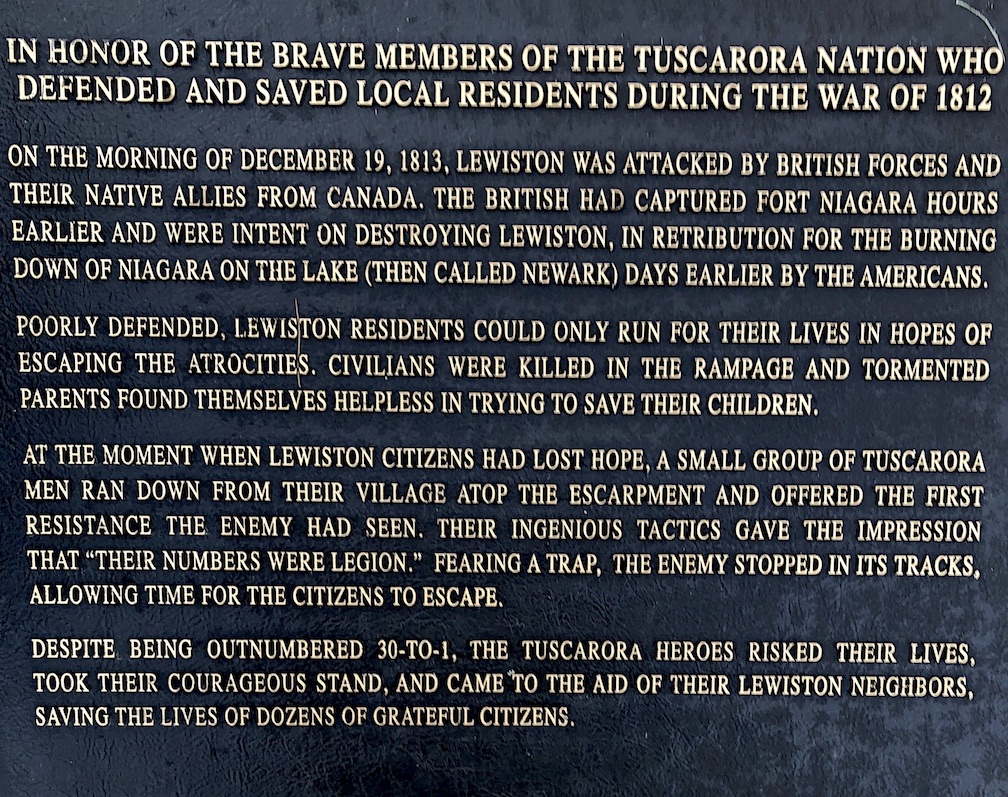 IN HONOR OF THE BRAVE MEMBERS OF THE TUSCARORA NATION WHO
DEFENDED AND SAVED LOCAL RESIDENTS DURING THE WAR OF 1812
ON THE MORNING OF DECEMBER 19, 1813, LEWISTON WAS ATTACKED BY BRITISH FORCES AND
THEIR NATIVE ALLIES FROM CANADA. THE BRITISH HAD CAPTURED FORT NIAGARA HOURS
EARLIER AND WERE INTENT ON DESTROYING LEWISTON, IN RETRIBUTION FOR THE BURNING
DOWN OF NIAGARA ON THE LAKE (THEN CALLED NEWARK) DAYS EARLIER BY THE AMERICANS.
POORLY DEFENDED, LEWISTON RESIDENTS COULD ONLY RUN FOR THEIR LIVES IN HOPES OF
ESCAPING THE ATROCITIES. CIVILIANS WERE KILLED IN THE RAMPAGE AND TORMENTED
PARENTS FOUND THEMSELVES HELPLESS IN TRYING TO SAVE THEIR CHILDREN.
AT THE MOMENT WHEN LEWISTON CITIZENS HAD LOST HOPE, A SMALL GROUP OF TUSCARORA
MEN RAN DOWN FROM THEIR VILLAGE ATOP THE ESCARPMENT AND OFFERED THE FIRST
RESISTANCE THE ENEMY HAD SEEN. THEIR INGENIOUS TACTICS GAVE THE IMPRESSION
THAT “THEIR NUMBERS WERE LEGION.” FEARING A TRAP, THE ENEMY STOPPED IN ITS TRACKS,
ALLOWING TIME FOR THE CITIZENS TO ESCAPE.
DESPITE BEING OUTNUMBERED 30-TO-1, THE TUSCARORA HEROES RISKED THEIR LIVES,
TOOK THEIR COURAGEOUS STAND, AND CAME TO THE AID OF THEIR LEWISTON NEIGHBORS,
SAVING THE LIVES OF DOZENS OF GRATEFUL CITIZENS.